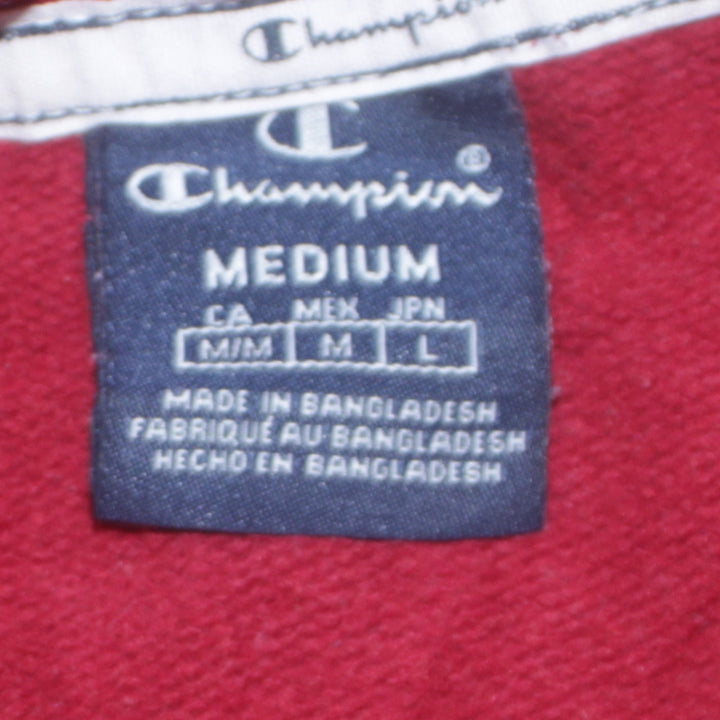 Champion
C
Champion®
MEDIUM
CA MEX JPN
M/M M L
MADE IN BANGLADESH
FABRIQUÉ AU BANGLADESH
HECHO EN BANGLADESH